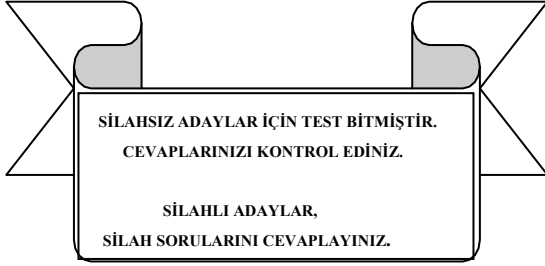 SİLAHSIZ ADAYLAR İÇİN TEST BİTMİŞTİR.
CEVAPLARINIZI KONTROL EDİNİZ.
SİLAHLI ADAYLAR,
SİLAH SORULARINI CEVAPLAYINIZ.